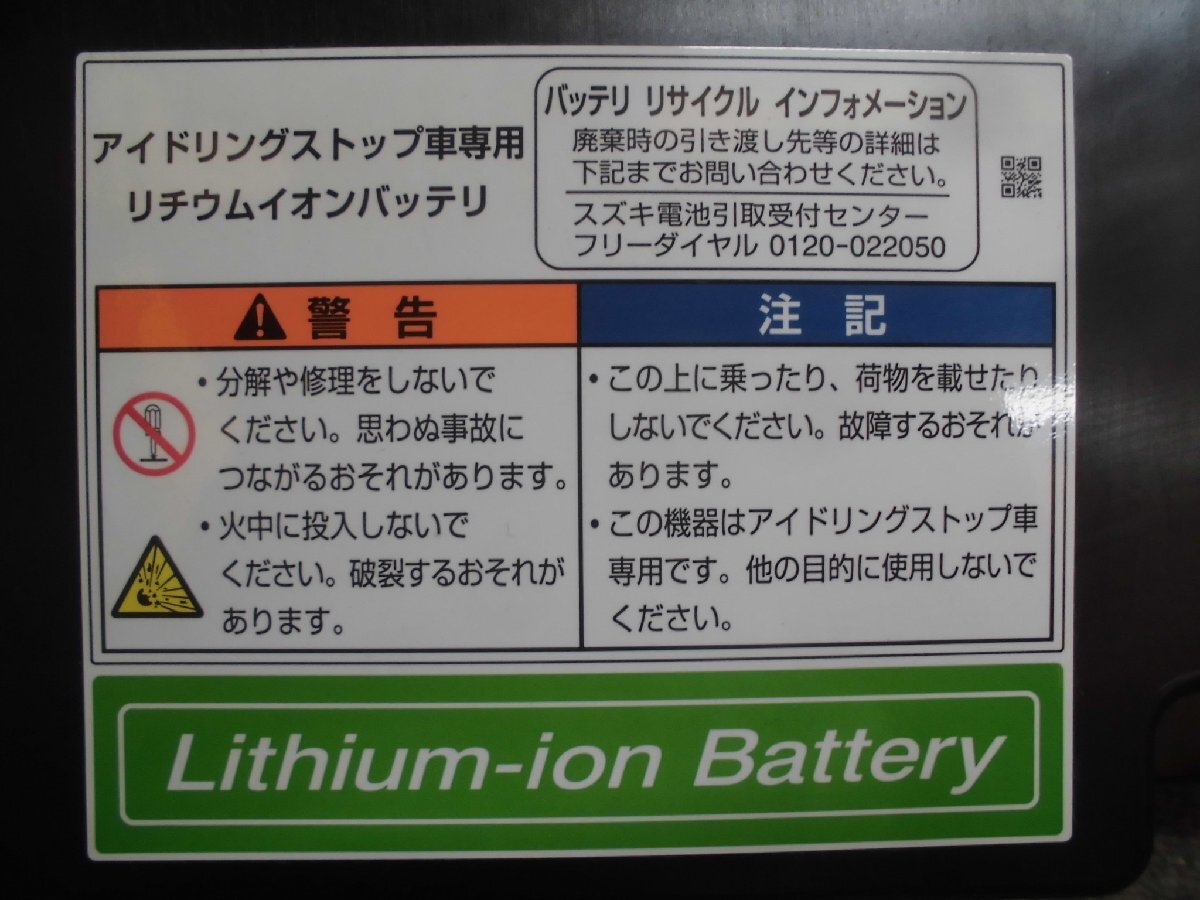 アイドリングストップ車専用
リチウムイオンバッテリ
バッテリ リサイクル インフォメーション
廃棄時の引き渡し先等の詳細は
下記までお問い合わせください。
スズキ電池引取受付センター
フリーダイヤル 0120-022050
警 告
・分解や修理をしないで
ください。思わぬ事故に
つながるおそれがあります。
・火中に投入しないで
ください。破裂するおそれが
あります。
注 記
・この上に乗ったり、荷物を載せたり
しないでください。故障するおそれが
あります。
・この機器はアイドリングストップ車
専用です。他の目的に使用しないで
ください。
Lithium-ion Battery